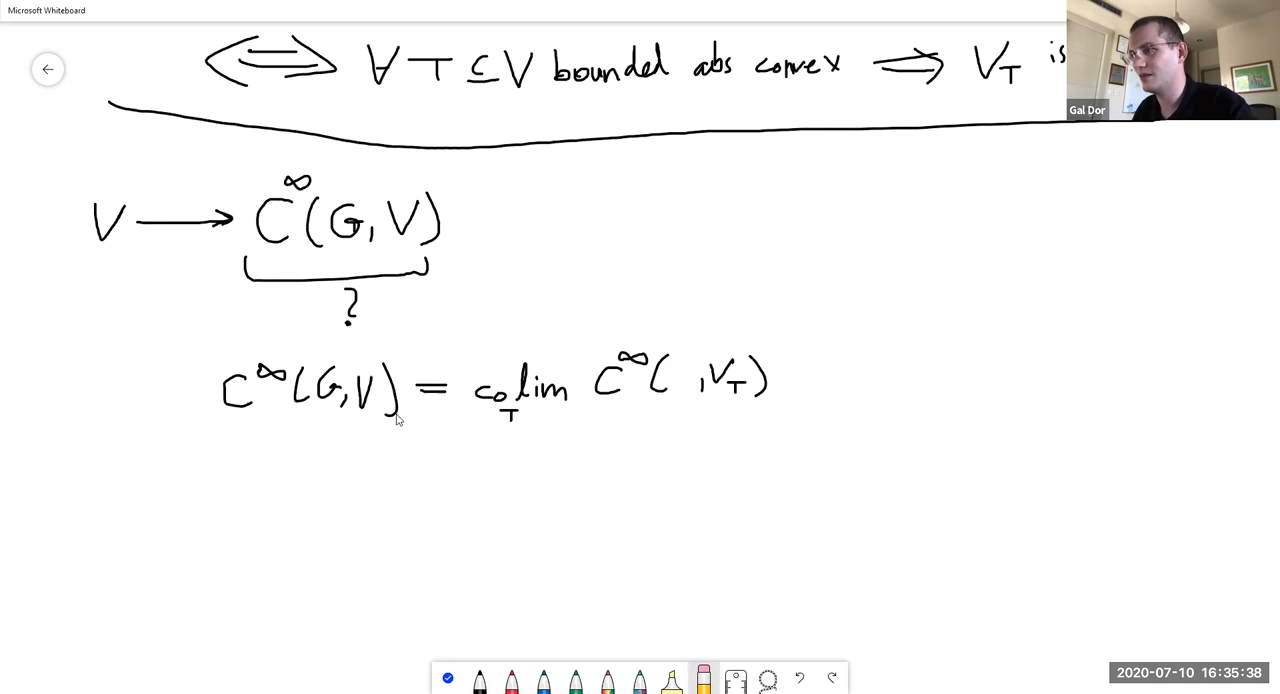 Microsoft Whiteboard
⟺ ∀ T ⊆ V bounded abs convex ⟹ V_T is
Gal Dor
V ⟶ C^∞(G, V)
?
C^∞(G, V) = colim_T C^∞( , V_T)
2020-07-10 16:35:38